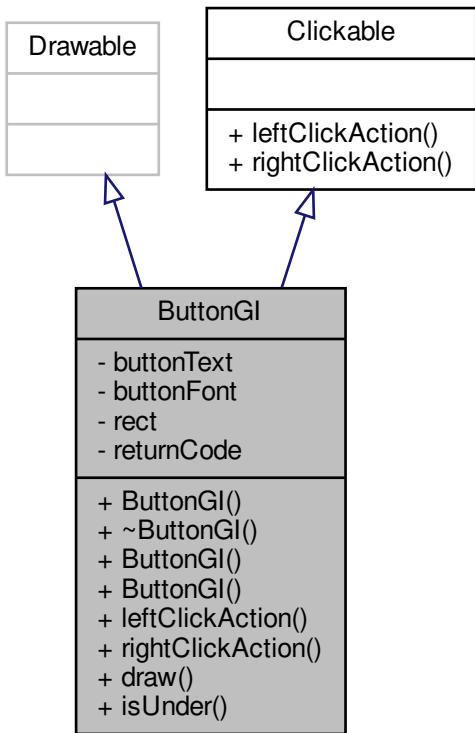 Drawable
Clickable
+ leftClickAction()
+ rightClickAction()
ButtonGI
- buttonText
- buttonFont
- rect
- returnCode
+ ButtonGI()
+ ~ButtonGI()
+ ButtonGI()
+ ButtonGI()
+ leftClickAction()
+ rightClickAction()
+ draw()
+ isUnder()